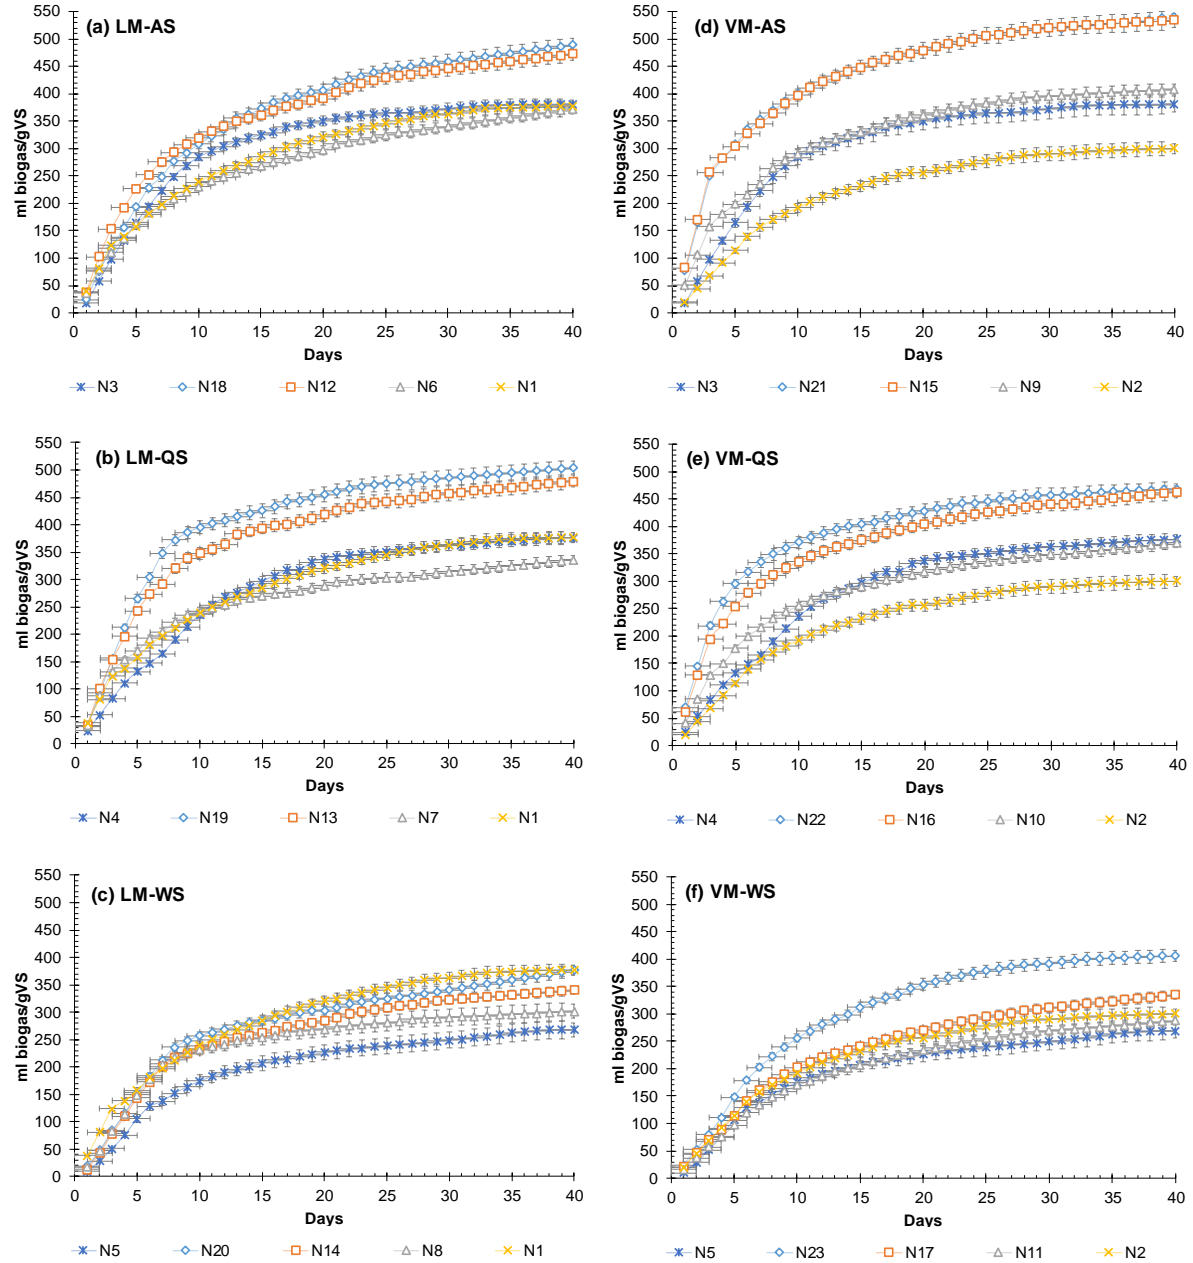 (a) LM-AS
ml biogas/gVS
550
500
450
400
350
300
250
200
150
100
50
0
0 5 10 15 20 25 30 35 40
Days
N3 N18 N12 N6 N1
(d) VM-AS
ml biogas/gVS
550
500
450
400
350
300
250
200
150
100
50
0
0 5 10 15 20 25 30 35 40
Days
N3 N21 N15 N9 N2
(b) LM-QS
ml biogas/gVS
550
500
450
400
350
300
250
200
150
100
50
0
0 5 10 15 20 25 30 35 40
Days
N4 N19 N13 N7 N1
(e) VM-QS
ml biogas/gVS
550
500
450
400
350
300
250
200
150
100
50
0
0 5 10 15 20 25 30 35 40
Days
N4 N22 N16 N10 N2
(c) LM-WS
ml biogas/gVS
550
500
450
400
350
300
250
200
150
100
50
0
0 5 10 15 20 25 30 35 40
Days
N5 N20 N14 N8 N1
(f) VM-WS
ml biogas/gVS
550
500
450
400
350
300
250
200
150
100
50
0
0 5 10 15 20 25 30 35 40
Days
N5 N23 N17 N11 N2